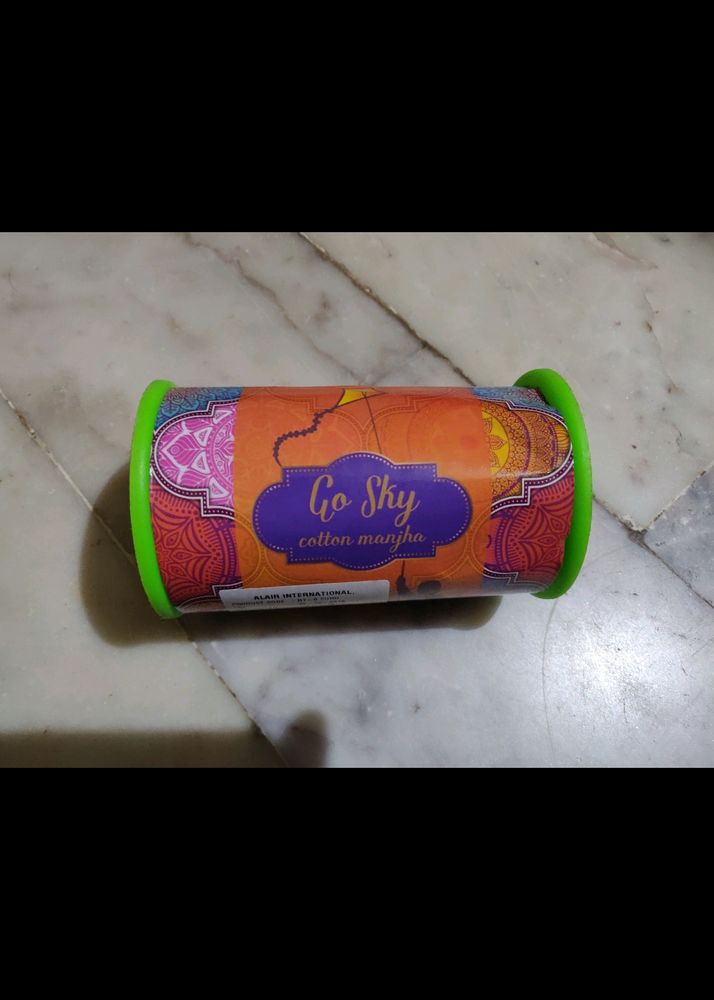 Go Sky
cotton manjha
ALAIR INTERNATIONAL.